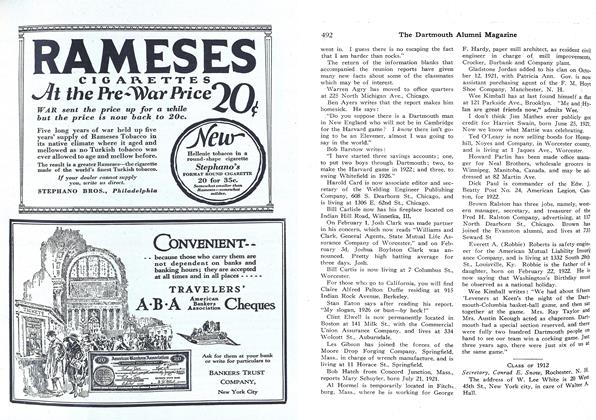 RAMESES
CIGARETTES
At the Pre-War Price 20¢
WAR sent the price up for a while
but the price is now back to 20c.
Five long years of war held up five
years' supply of Rameses Tobacco in
its native climate where it aged and
mellowed as no Turkish tobacco was
ever allowed to age and mellow before.
The result is a greater Rameses—the cigarette
made of the world's finest Turkish tobacco.
If your dealer cannot supply
you, write us direct.
STEPHANO BROS., Philadelphia
New
Hellenic tobacco in a
round-shape cigarette
Stephano's
FORMAT ROUND CIGARETTE
20 for 35c.
Somewhat smaller than
Rameses—somewhat
milder.
CONVENIENT--
because those who carry them are
not dependent on banks and
banking hours; they are accepted
at all times and in all places
TRAVELERS'
A·B·A American Bankers Association Cheques
Ask for them at your bank
or write for particulars to
BANKERS TRUST
COMPANY,
New York City
492 The Dartmouth Alumni Magazine
went in. I guess there is no escaping the fact
that I am harder than rocks."
The return of the information blanks that
accompanied the reunion reports have given
many new facts about some of the classmates
which may be of interest.
Warren Agry has moved to office quarters
at 225 North Michigan Ave., Chicago.
Ben Ayers writes that the report makes him
homesick. He says:
"Do you suppose there is a Dartmouth man
in New England who will not be in Cambridge
for the Harvard game? I know there isn't go-
ing to be an Elevener, almost I was going to
say in the world."
Bob Barstow writes:
"I have started three savings accounts; one,
to put two boys through Dartmouth; two, to
make the Harvard game in 1922; and three, to
swing Whitefield in 1926."
Harold Card is now associate editor and sec-
retary of the Welding Engineer Publishing
Company, 608 S. Dearborn St., Chicago, and
is living at 1306 E. 62nd St., Chicago.
Bill Carlisle now has his fireplace located on
Indian Hill Road, Winnetka, Ill.
On February 1, Josh Clark was made partner
in his concern, which now reads "Williams and
Clark, General Agents, State Mutual Life As-
surance Company of Worcester," and on Feb-
ruary 3d, Joshua Boylston Clark was an-
nounced. Pretty high batting average for
three days, Josh.
Bill Curtis is now living at 7 Columbus St.,
Worcester.
For those who go to California, you will find
Claire Alfred Pelton Duffie residing at 915
Indian Rock Avenue, Berkeley.
Stan Eaton says after reading his report,
"My slogan, 1926 or bust—by heck!"
Clint Elwell is now permanently located in
Boston at 141 Milk St., with the Commercial
Union Assurance Company, and lives at 334
Wolcott St., Auburndale.
Les Gibson has joined the forces of the
Moore Drop Forging Company, Springfield,
Mass., in charge of wrench manufacture, and is
living at 163 Fort Pleasant Ave., Springfield.
Bob Hatch from Concord Junction, Mass.,
reports Mary Schuyler, born July 21, 1921.
Al Hormel is temporarily located in Fitch-
burg, Mass., where he is working for George
F. Hardy, paper mill architect, as resident civil
engineer in charge of mill improvements,
Crocker, Burbank and Company plant.
Gladstone Jordan added to his clan on Octo-
ber 12, 1921, with Patricia Ann. Gov. is now
assistant purchasing agent of the F. M. Hoyt
Shoe Company, Manchester, N. H.
Wee Kimball has at last found himself a flat
at 121 Parkside Ave., Brooklyn. "Me and Hy-
lan are great friends now," admits Wee.
I don't think Jim Mathes ever publicly got
credit for Harriet Swain, born June 25, 1921.
Now we know what Mattie was celebrating.
Ted O'Leary is now selling bonds for Hemp-
hill, Noyes and Company, in Worcester county,
and is living at 1 Jaques Ave., Worcester.
Howard Parlin has been made office mana-
ger for Neal Brothers, wholesale grocers in
Winnipeg, Manitoba, Canada, and may be ad-
dressed at 82 Martin Ave.
Dick Paul is commander of the Edw. J.
Beatty Post No. 24, American Legion, Can-
ton, for 1922.
Brown Ralston has three jobs, namely, west-
ern manager, secretary, and treasurer of the
Fred H. Ralston Company, advertising, at 117
North Dearborn St., Chicago. Brown has
joined the Evanston alumni, and lives at 731
Seward St.
Everett A. (Robbie) Roberts is safety engin-
eer for the American Mutual Liability Insur-
ance Company, and is living at 1332 South 28th
St., Louisville, Ky. Robbie is the father of a
daughter, born on February 22, 1922. He is
now saying that Washington's Birthday must
be observed as a national holiday.
Wee Kimball writes: "We had about fifteen
'Leveners at Keen's the night of the Dart-
mouth-Columbia basket-ball game, and then sat
together at the game. Mrs. Ray Taylor and
Mrs. Austin Keough acted as chaperons. Dart-
mouth had a special section reserved, and there
were fully two hundred Dartmouth people on
hand to see our team win a corking game. Just
three years ago, there were just six of us at
the same game."
CLASS OF 1912
Secretary, Conrad E. Snow, Rochester, N. H.
The address of W. Lee White is 28 West
45th St., New York city, in care of Walter A.
Hall.